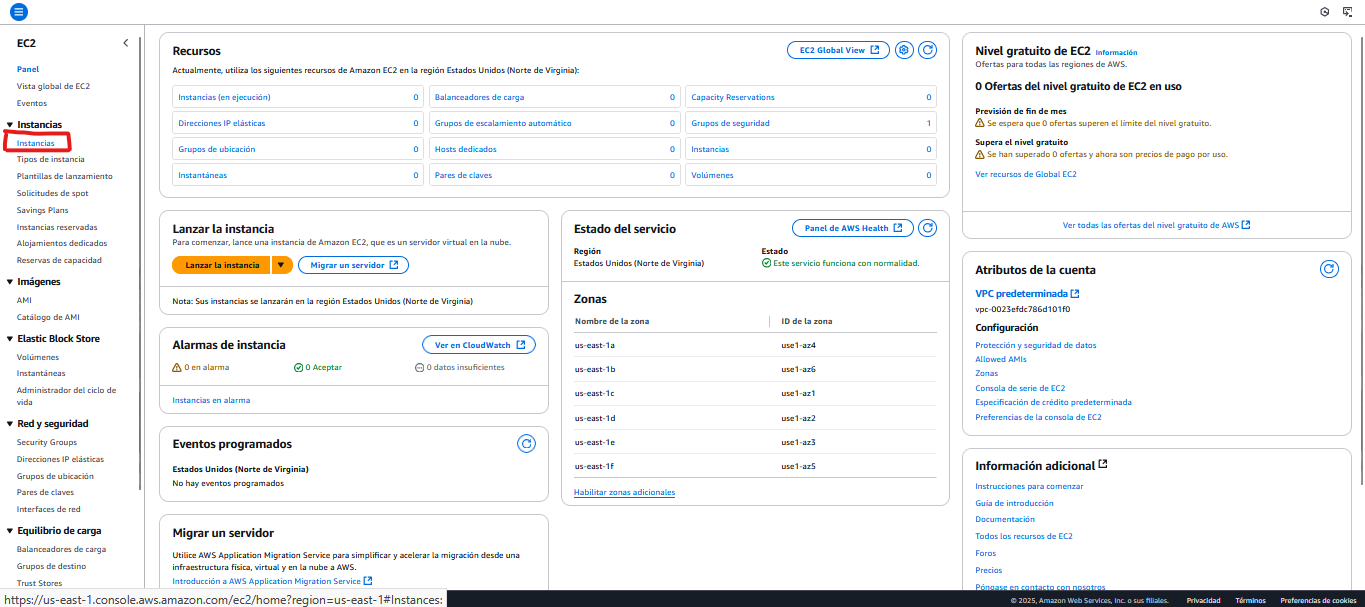 EC2
Panel
Vista global de EC2
Eventos
Instancias
Instancias
Tipos de instancia
Plantillas de lanzamiento
Solicitudes de spot
Savings Plans
Instancias reservadas
Alojamientos dedicados
Reservas de capacidad
Imágenes
AMI
Catálogo de AMI
Elastic Block Store
Volúmenes
Instantáneas
Administrador del ciclo de
vida
Red y seguridad
Security Groups
Direcciones IP elásticas
Grupos de ubicación
Pares de claves
Interfaces de red
Equilibrio de carga
Balanceadores de carga
Grupos de destino
Trust Stores
Recursos
EC2 Global View
Actualmente, utiliza los siguientes recursos de Amazon EC2 en la región Estados Unidos (Norte de Virginia):
Instancias (en ejecución) 0
Balanceadores de carga 0
Capacity Reservations 0
Direcciones IP elásticas 0
Grupos de escalamiento automático 0
Grupos de seguridad 1
Grupos de ubicación 0
Hosts dedicados 0
Instancias 0
Instantáneas 0
Pares de claves 0
Volúmenes 0
Lanzar la instancia
Para comenzar, lance una instancia de Amazon EC2, que es un servidor virtual en la nube.
Lanzar la instancia
Migrar un servidor
Nota: Sus instancias se lanzarán en la región Estados Unidos (Norte de Virginia)
Alarmas de instancia
Ver en CloudWatch
0 en alarma
0 Aceptar
0 datos insuficientes
Instancias en alarma
Eventos programados
Estados Unidos (Norte de Virginia)
No hay eventos programados
Migrar un servidor
Utilice AWS Application Migration Service para simplificar y acelerar la migración desde una
infraestructura física, virtual y en la nube a AWS.
Introducción a AWS Application Migration Service
Estado del servicio
Panel de AWS Health
Región
Estados Unidos (Norte de Virginia)
Estado
Este servicio funciona con normalidad.
Zonas
Nombre de la zona ID de la zona
us-east-1a use1-az4
us-east-1b use1-az6
us-east-1c use1-az1
us-east-1d use1-az2
us-east-1e use1-az3
us-east-1f use1-az5
Habilitar zonas adicionales
Nivel gratuito de EC2 Información
Ofertas para todas las regiones de AWS.
0 Ofertas del nivel gratuito de EC2 en uso
Previsión de fin de mes
Se espera que 0 ofertas superen el límite del nivel gratuito.
Supera el nivel gratuito
Se han superado 0 ofertas y ahora son precios de pago por uso.
Ver recursos de Global EC2
Ver todas las ofertas del nivel gratuito de AWS
Atributos de la cuenta
VPC predeterminada
vpc-0023efdc786d101f0
Configuración
Protección y seguridad de datos
Allowed AMIs
Zonas
Consola de serie de EC2
Especificación de crédito predeterminada
Preferencias de la consola de EC2
Información adicional
Instrucciones para comenzar
Guía de introducción
Documentación
Todos los recursos de EC2
Foros
Precios
Póngase en contacto con nosotros
https://us-east-1.console.aws.amazon.com/ec2/home?region=us-east-1#Instances:
© 2025, Amazon Web Services, Inc. o sus filiales.
Privacidad
Términos
Preferencias de cookies